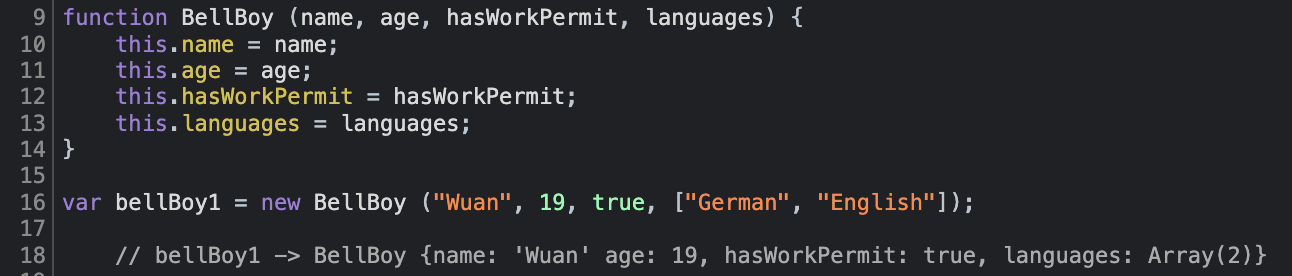 9 function BellBoy (name, age, hasWorkPermit, languages) {
10     this.name = name;
11     this.age = age;
12     this.hasWorkPermit = hasWorkPermit;
13     this.languages = languages;
14 }
15
16 var bellBoy1 = new BellBoy ("Wuan", 19, true, ["German", "English"]);
17
18     // bellBoy1 -> BellBoy {name: 'Wuan' age: 19, hasWorkPermit: true, languages: Array(2)}